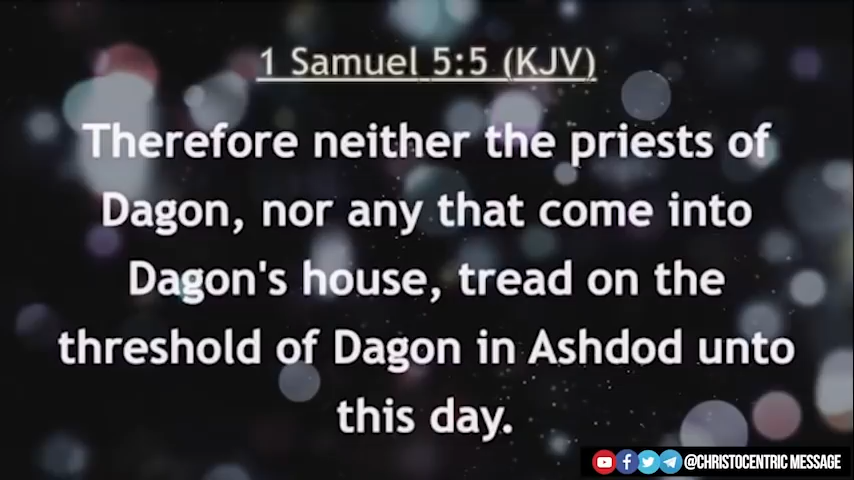 1 Samuel 5:5 (KJV)
Therefore neither the priests of
Dagon, nor any that come into
Dagon's house, tread on the
threshold of Dagon in Ashdod unto
this day.
@CHRISTOCENTRIC MESSAGE